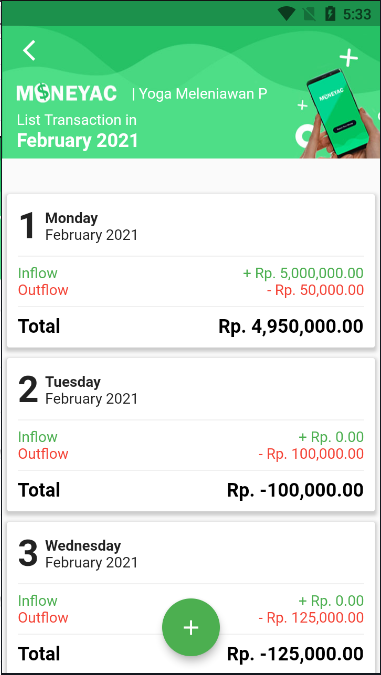 5:33
M$NEYAC | Yoga Meleniawan P
List Transaction in
February 2021
MONEYAC
1 Monday
February 2021
Inflow + Rp. 5,000,000.00
Outflow - Rp. 50,000.00
Total Rp. 4,950,000.00
2 Tuesday
February 2021
Inflow + Rp. 0.00
Outflow - Rp. 100,000.00
Total Rp. -100,000.00
3 Wednesday
February 2021
Inflow + Rp. 0.00
Outflow - Rp. 125,000.00
+
Total Rp. -125,000.00